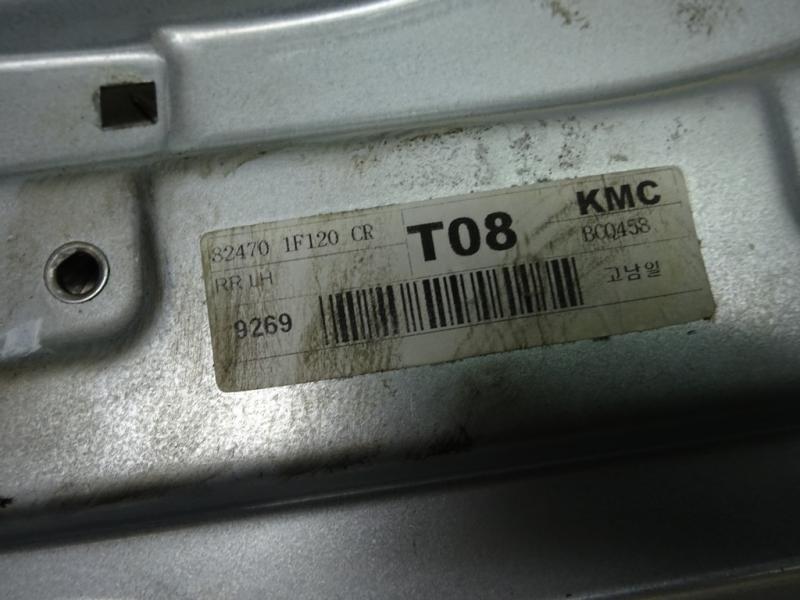 82470 1F120 CR
T08
KMC
BCQ458
RR LH
9269
고남일